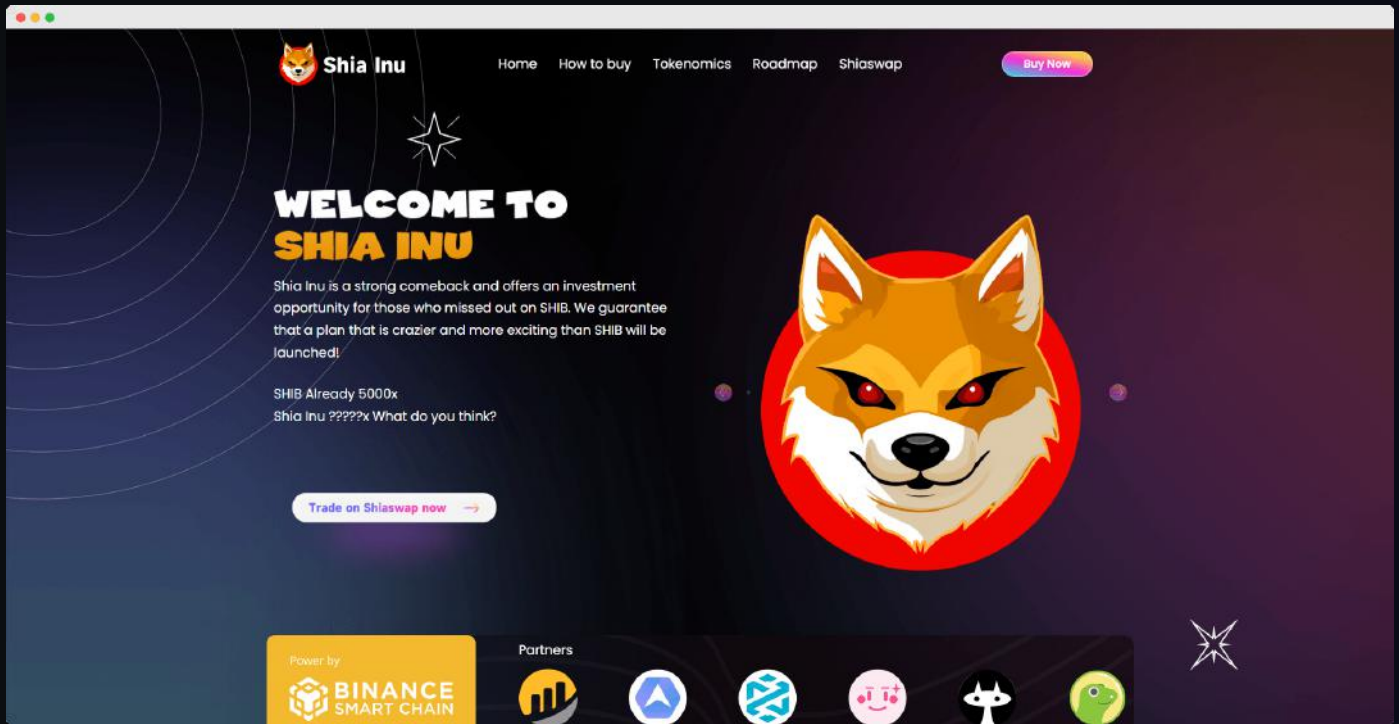 Shia Inu
Home
How to buy
Tokenomics
Roadmap
Shiaswap
Buy Now
WELCOME TO
SHIA INU
Shia Inu is a strong comeback and offers an investment
opportunity for those who missed out on SHIB. We guarantee
that a plan that is crazier and more exciting than SHIB will be
launched!
SHIB Already 5000x
Shia Inu ?????x What do you think?
Trade on Shiaswap now
Power by
BINANCE
SMART CHAIN
Partners